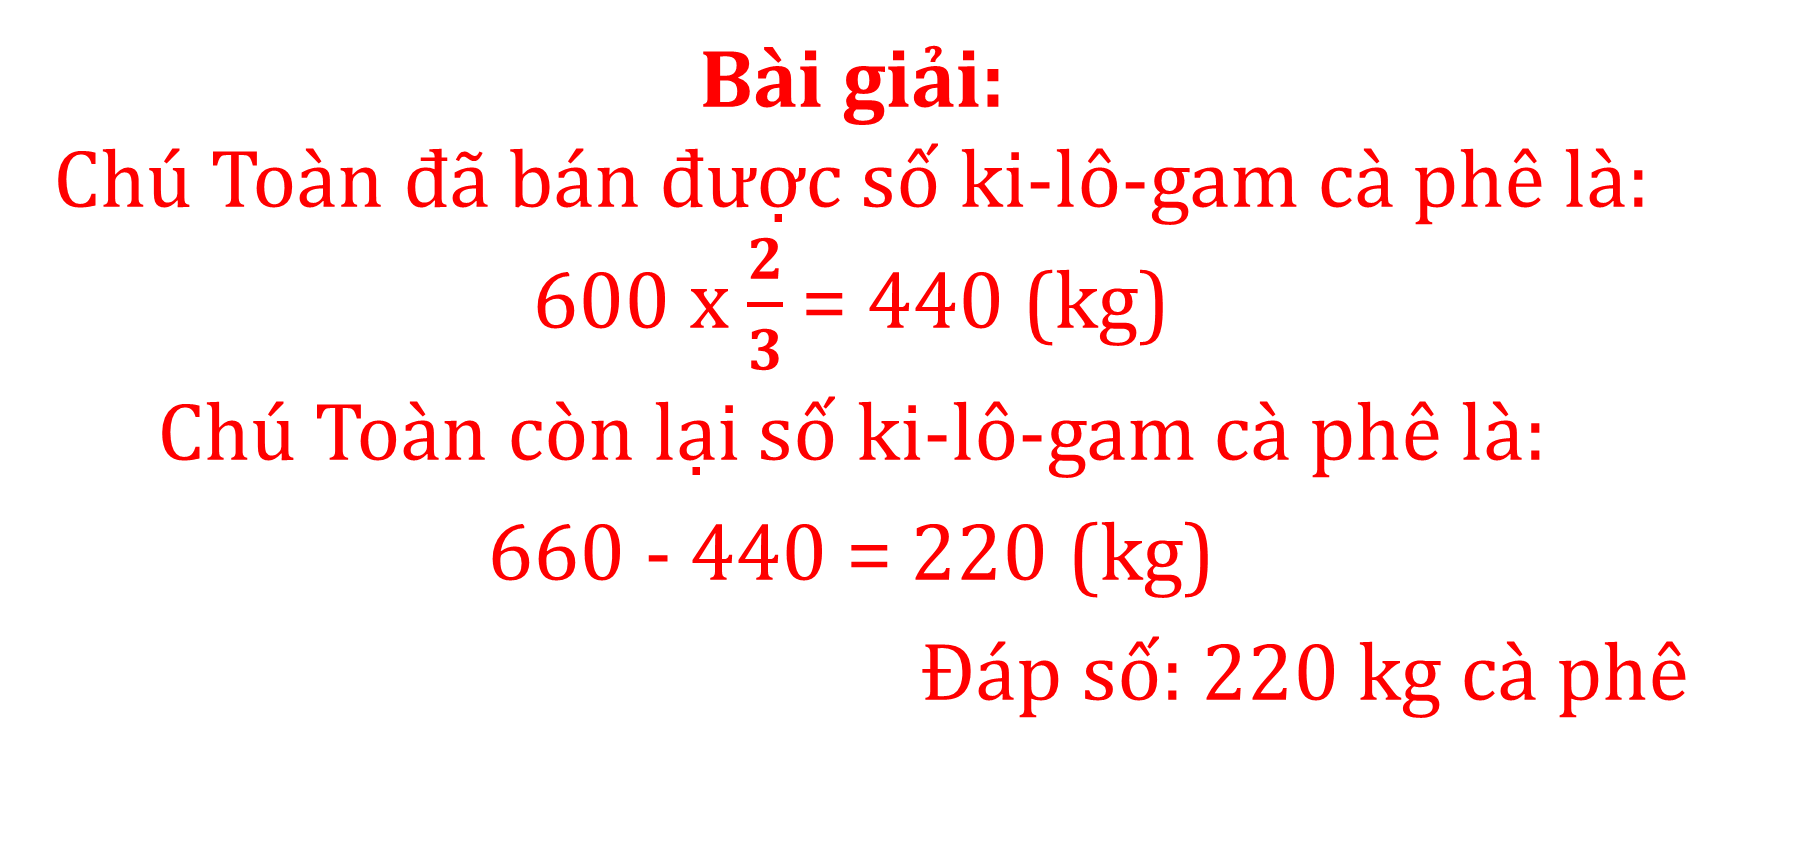 Bài giải:
Chú Toàn đã bán được số ki-lô-gam cà phê là:
600 x 2/3 = 440 (kg)
Chú Toàn còn lại số ki-lô-gam cà phê là:
660 - 440 = 220 (kg)
Đáp số: 220 kg cà phê